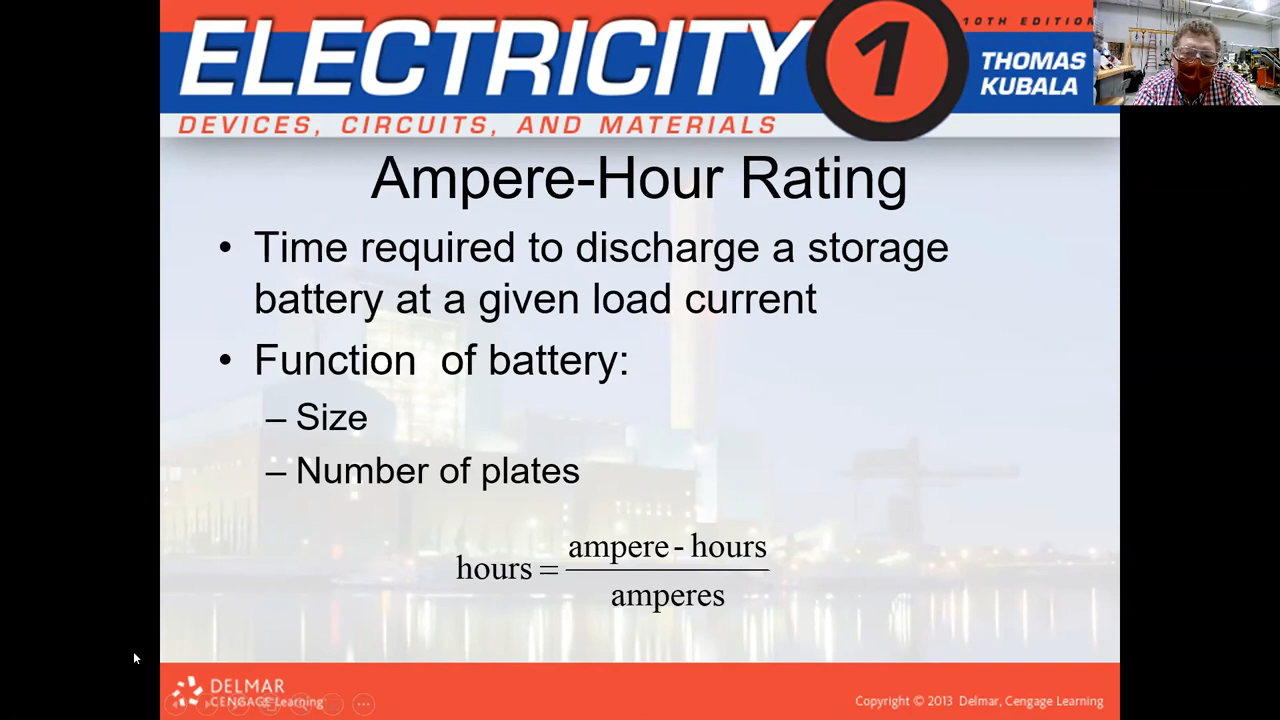 ELECTRICITY 1
10TH EDITION
THOMAS
KUBALA
DEVICES, CIRCUITS, AND MATERIALS
Ampere-Hour Rating
• Time required to discharge a storage
battery at a given load current
• Function of battery:
– Size
– Number of plates
hours = ampere - hours
amperes
DELMAR
CENGAGE Learning
Copyright © 2013 Delmar, Cengage Learning